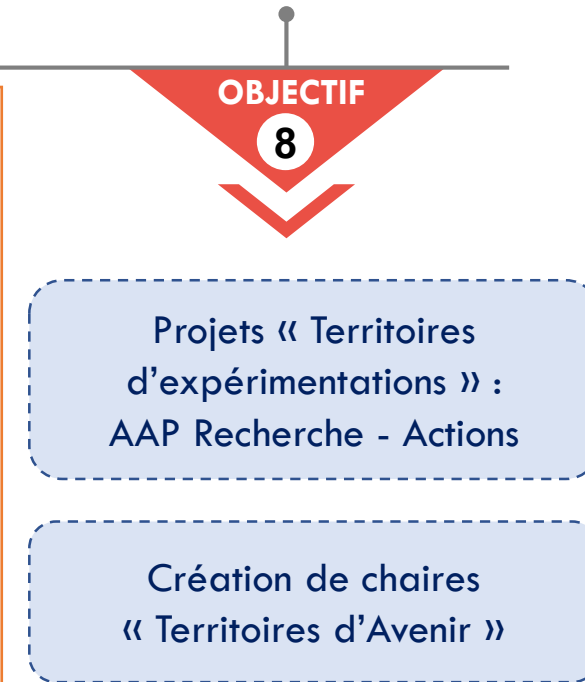 OBJECTIF
8
Projets « Territoires
d’expérimentations » :
AAP Recherche - Actions
Création de chaires
« Territoires d’Avenir »